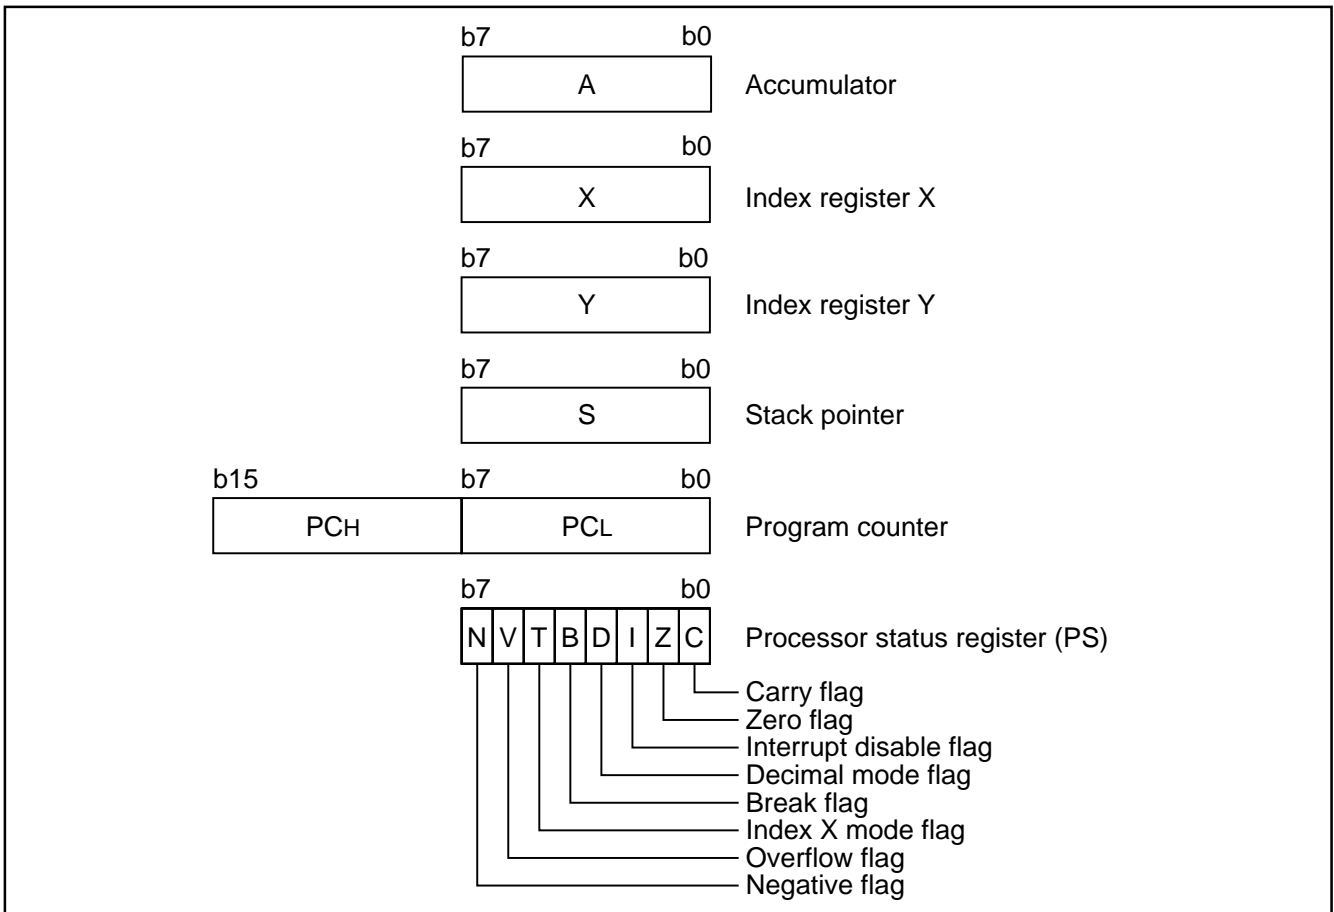 b7 b0
A Accumulator
b7 b0
X Index register X
b7 b0
Y Index register Y
b7 b0
S Stack pointer
b15 b7 b0
PCH PCL Program counter
b7 b0
N V T B D I Z C Processor status register (PS)
Carry flag
Zero flag
Interrupt disable flag
Decimal mode flag
Break flag
Index X mode flag
Overflow flag
Negative flag